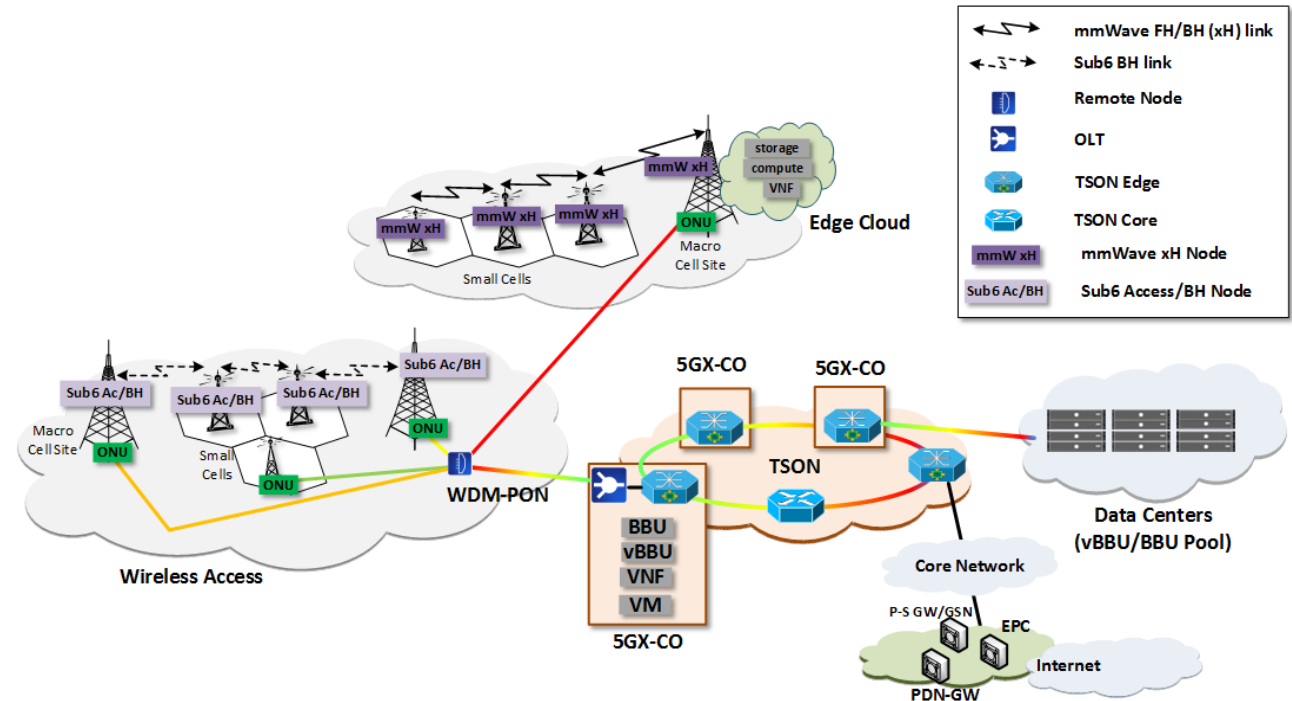 mmWave FH/BH (xH) link
Sub6 BH link
Remote Node
OLT
TSON Edge
TSON Core
mmW xH
mmWave xH Node
Sub6 Ac/BH
Sub6 Access/BH Node
storage
compute
VNF
mmW xH
mmW xH
mmW xH
mmW xH
ONU
Edge Cloud
Macro
Cell Site
Small Cells
Sub6 Ac/BH
Sub6 Ac/BH
Sub6 Ac/BH
Sub6 Ac/BH
Macro
Cell Site
ONU
Small
Cells
ONU
ONU
WDM-PON
Wireless Access
5GX-CO
5GX-CO
TSON
BBU
vBBU
VNF
VM
5GX-CO
Data Centers
(vBBU/BBU Pool)
Core Network
P-S GW/GSN
EPC
Internet
PDN-GW